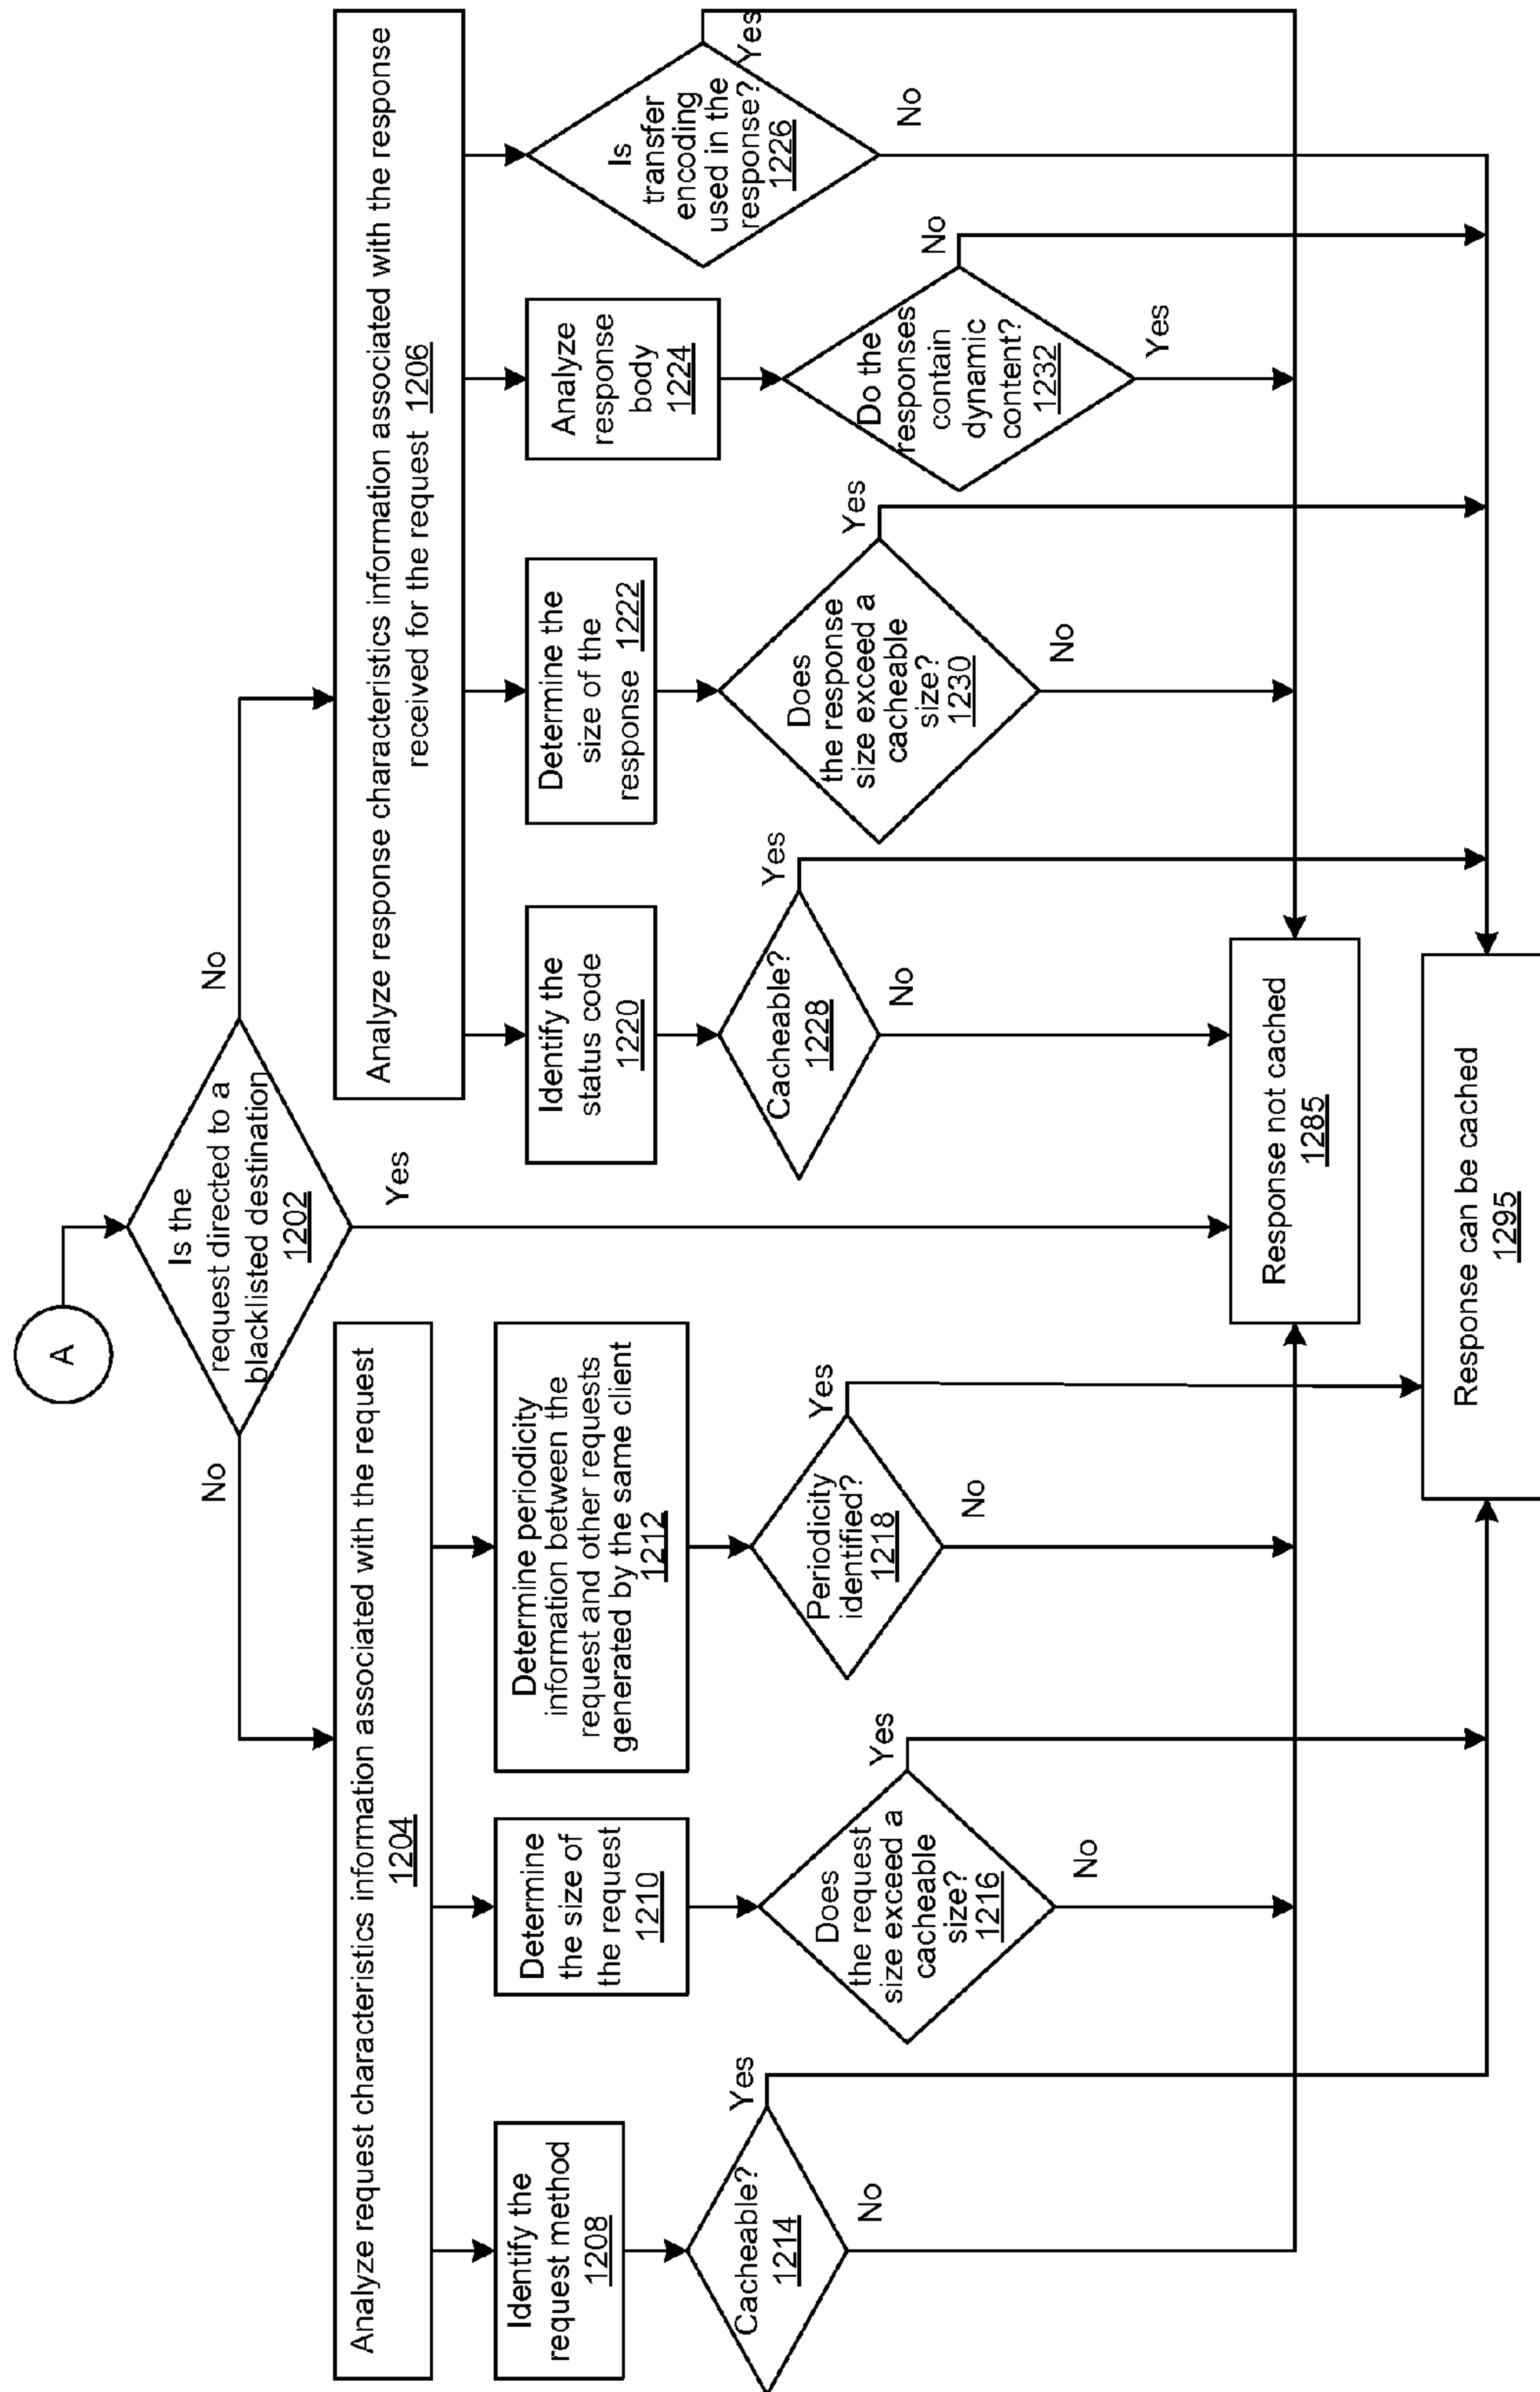 A
Is the
request directed to a
blacklisted destination
1202
No
No
Yes
Analyze request characteristics information associated with the request
1204
Analyze response characteristics information associated with the response
received for the request 1206
Identify the
request method
1208
Determine
the size of
the request
1210
Determine periodicity
information between the
request and other requests
generated by the same client
1212
Identify the
status code
1220
Determine the
size of the
response 1222
Analyze
response
body
1224
Is
transfer
encoding
used in the
response?
1226
Yes
No
Cacheable?
1214
Yes
No
Does
the request
size exceed a
cacheable
size?
1216
Yes
No
Periodicity
identified?
1218
Yes
No
Cacheable?
1228
Yes
No
Does
the response
size exceed a
cacheable
size?
1230
Yes
No
Do the
responses
contain
dynamic
content?
1232
No
Yes
Response not cached
1285
Response can be cached
1295